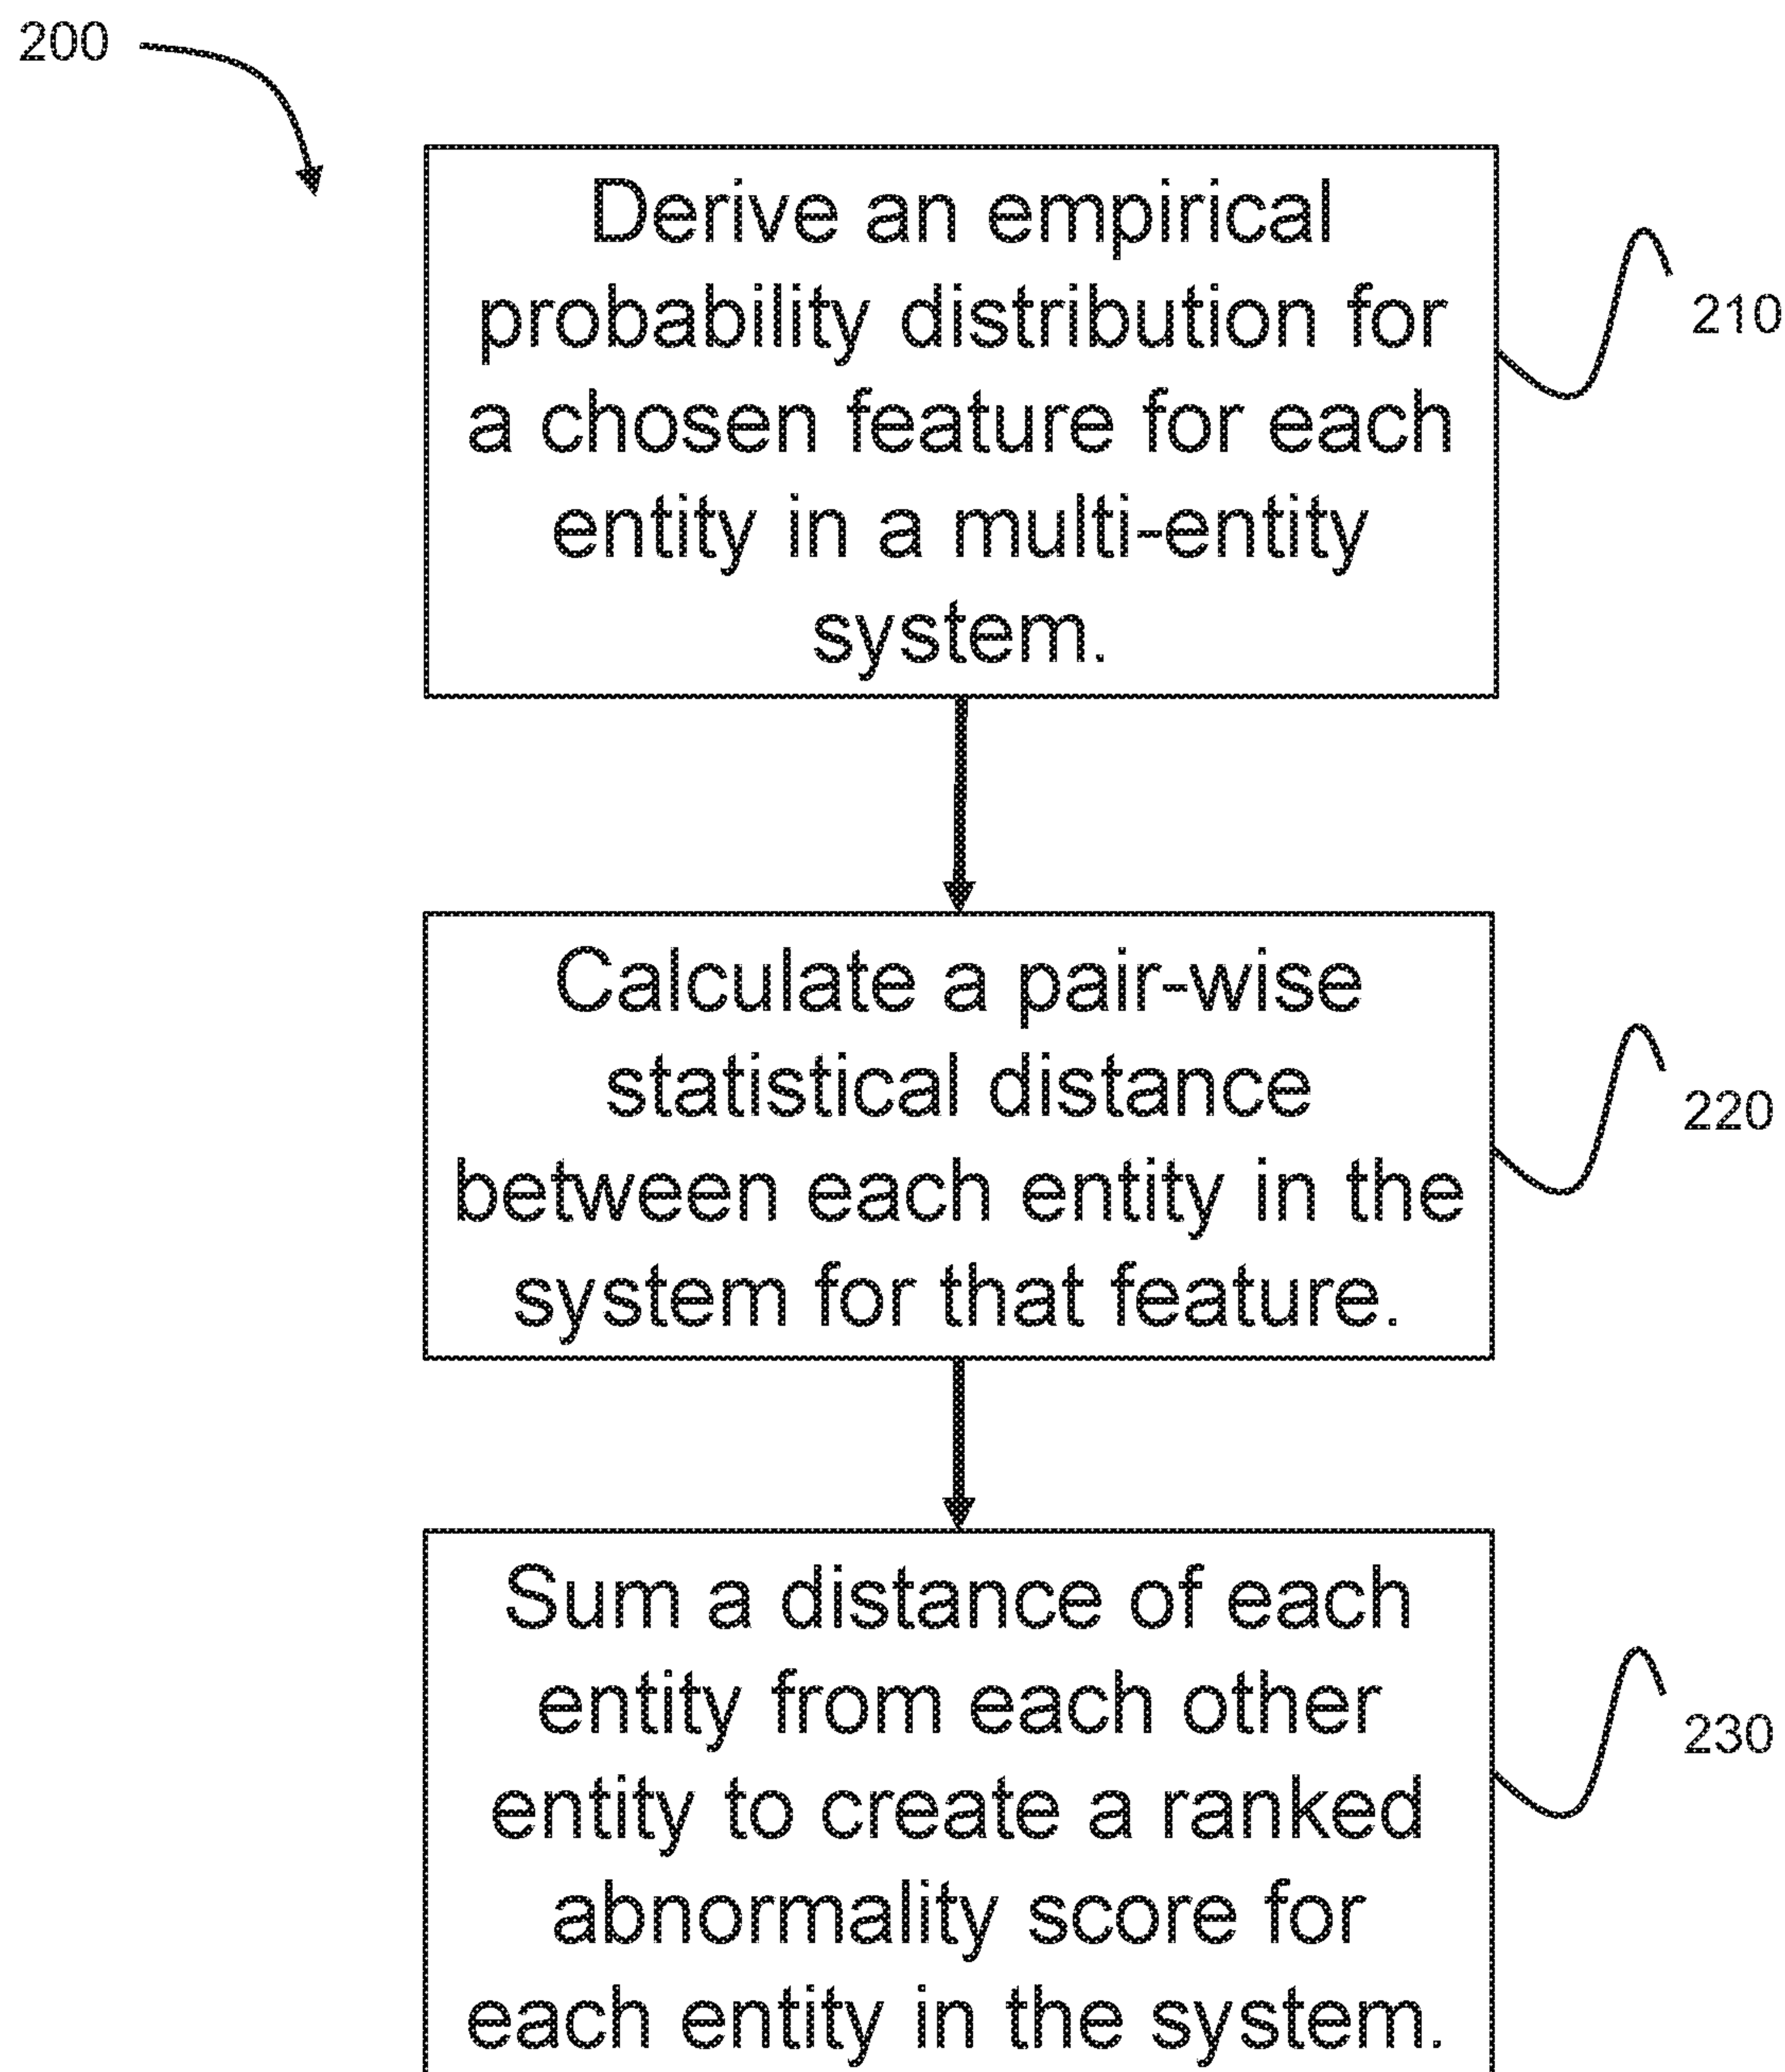 200
Derive an empirical
probability distribution for
a chosen feature for each
entity in a multi-entity
system.
210
Calculate a pair-wise
statistical distance
between each entity in the
system for that feature.
220
Sum a distance of each
entity from each other
entity to create a ranked
abnormality score for
each entity in the system.
230